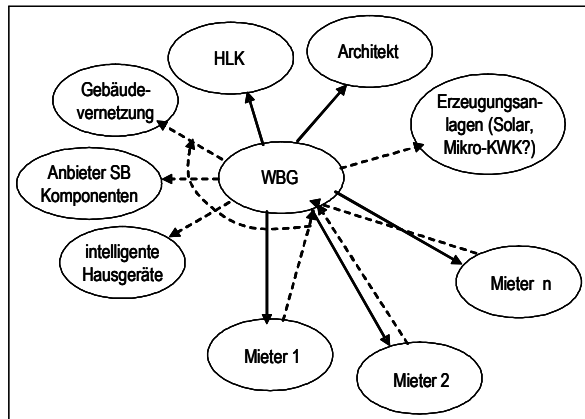 HLK
Architekt
Gebäude-
vernetzung
Erzeugungsan-
lagen (Solar,
Mikro-KWK?)
Anbieter SB
Komponenten
WBG
intelligente
Hausgeräte
Mieter n
Mieter 1
Mieter 2